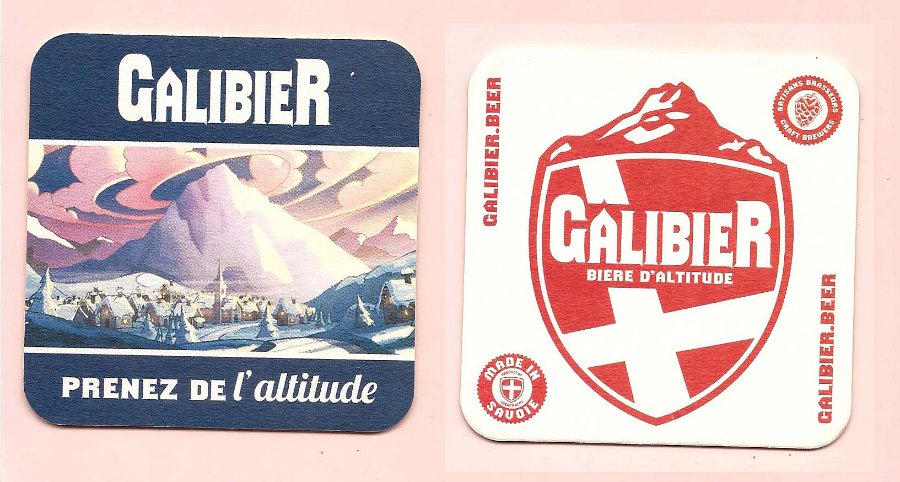 GALIBIER
PRENEZ DE l'altitude
GALIBIER.BEER
ARTISANS BRASSEURS
CRAFT BREWERS
GALIBIER
BIERE D'ALTITUDE
MADE IN
SAVOIE
GALIBIER.BEER